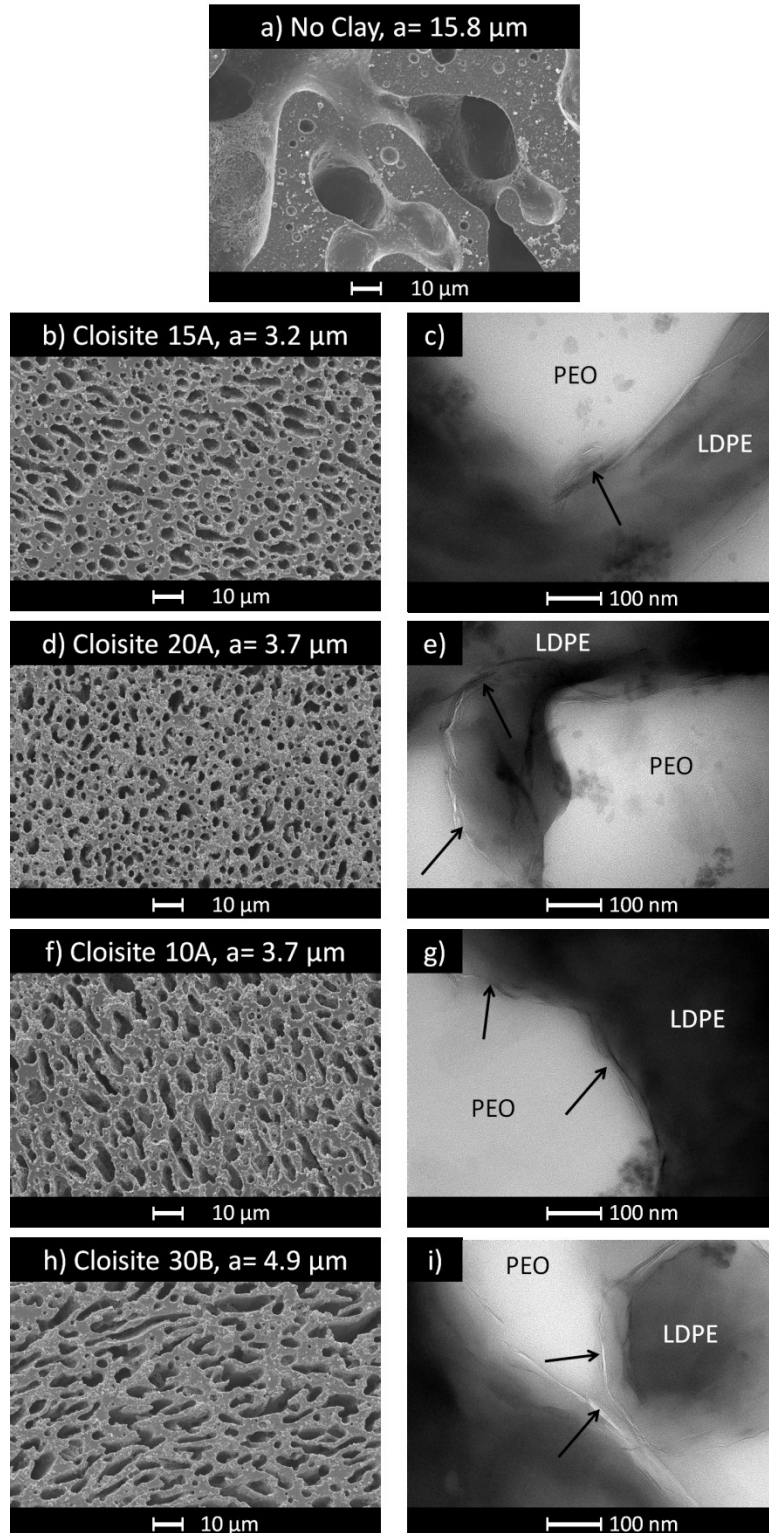 a) No Clay, a= 15.8 μm
10 μm
b) Cloisite 15A, a= 3.2 μm
10 μm
c)
PEO
LDPE
100 nm
d) Cloisite 20A, a= 3.7 μm
10 μm
e)
LDPE
PEO
100 nm
f) Cloisite 10A, a= 3.7 μm
10 μm
g)
LDPE
PEO
100 nm
h) Cloisite 30B, a= 4.9 μm
10 μm
i)
PEO
LDPE
100 nm